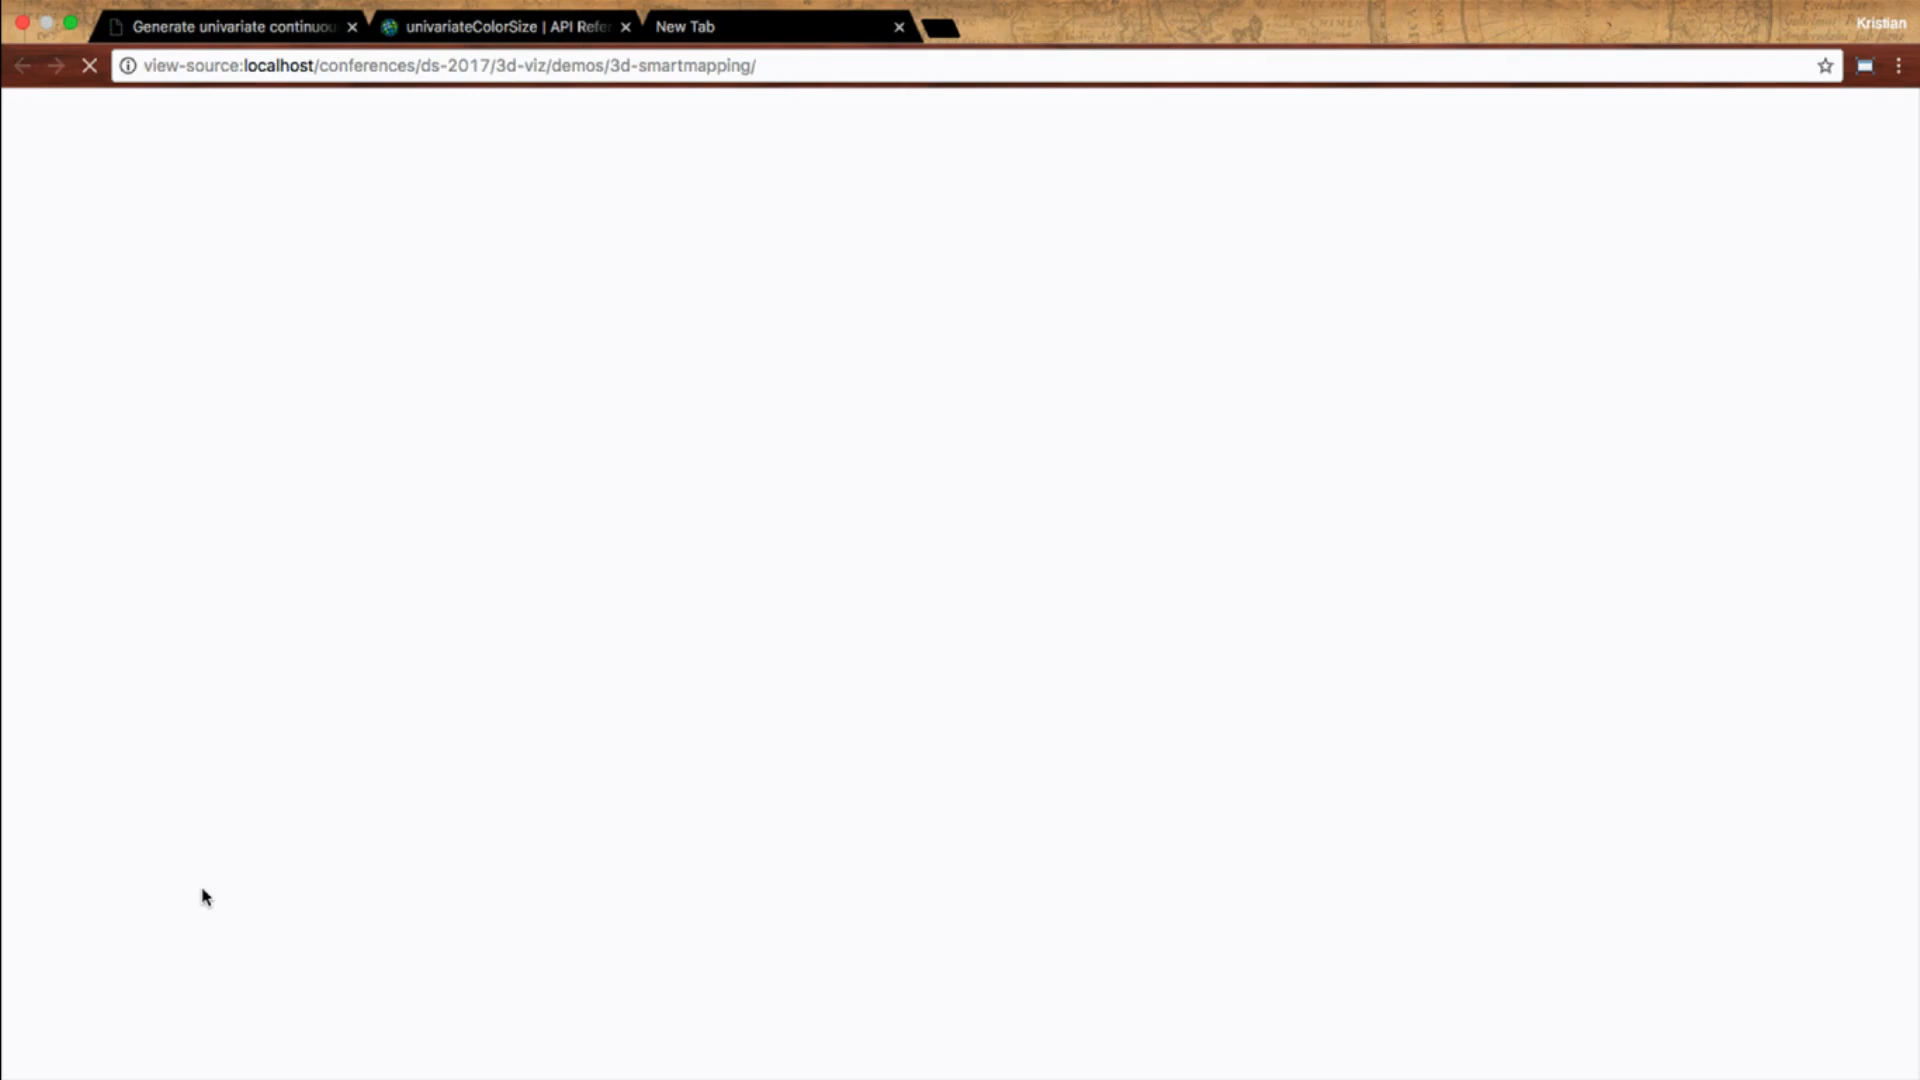 Generate univariate continuou
univariateColorSize | API Refer
New Tab
Kristian
view-source:localhost/conferences/ds-2017/3d-viz/demos/3d-smartmapping/